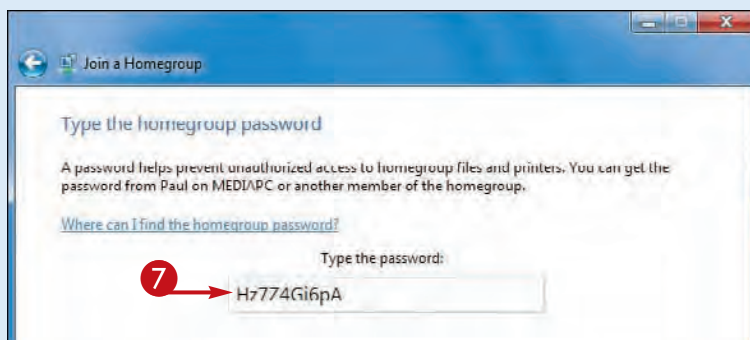 X
Join a Homegroup
Type the homegroup password
A password helps prevent unauthorized access to homegroup files and printers. You can get the
password from Paul on MEDIAPC or another member of the homegroup.
Where can I find the homegroup password?
Type the password:
7
Hz774Gi6pA